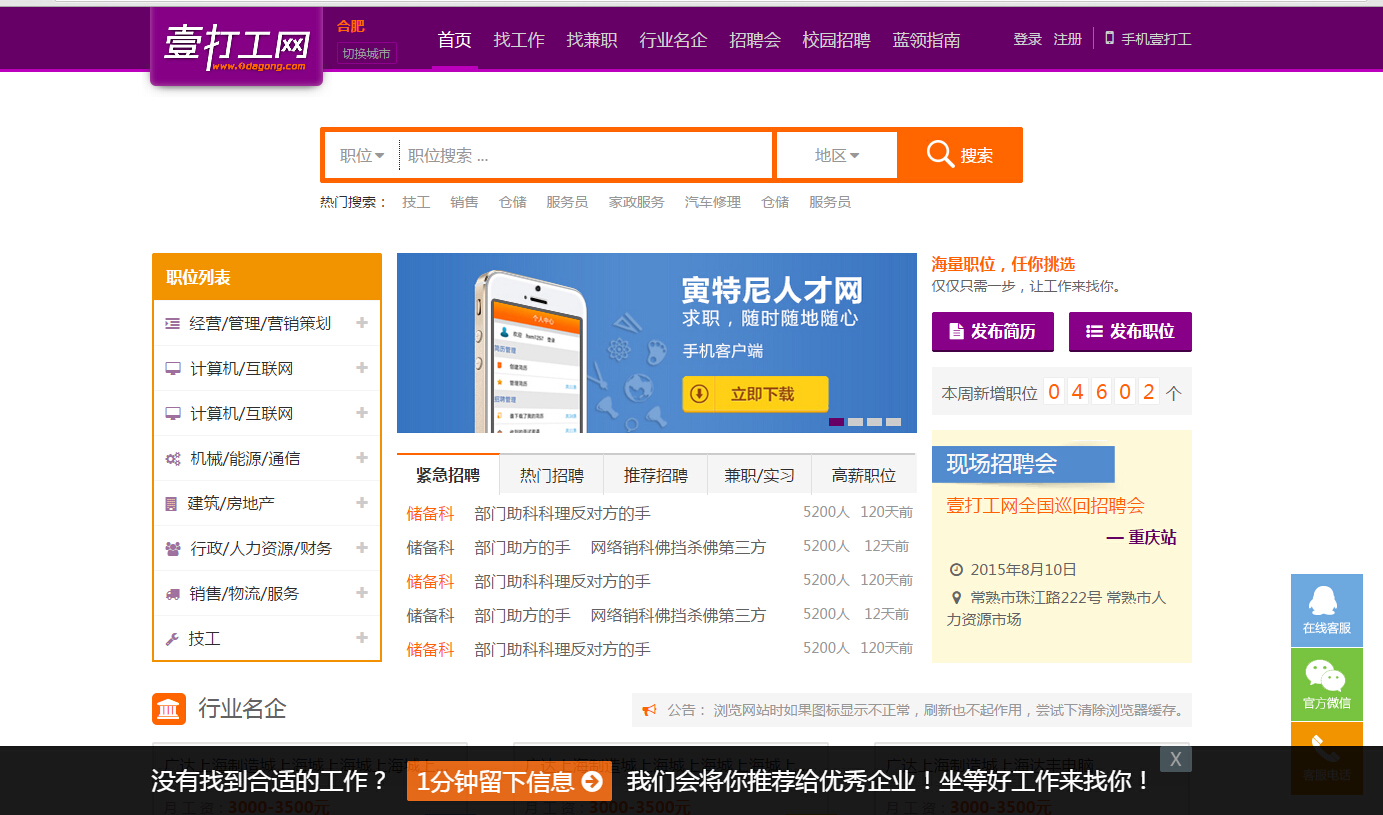 壹打工网
www.1dagong.com
合肥
切换城市
首页 找工作 找兼职 行业名企 招聘会 校园招聘 蓝领指南
登录 注册 手机壹打工
职位 职位搜索 ... 地区 搜索
热门搜索： 技工 销售 仓储 服务员 家政服务 汽车修理 仓储 服务员
职位列表
经营/管理/营销策划
计算机/互联网
计算机/互联网
机械/能源/通信
建筑/房地产
行政/人力资源/财务
销售/物流/服务
技工
个人中心
寅特尼人才网
求职，随时随地随心
手机客户端
立即下载
紧急招聘 热门招聘 推荐招聘 兼职/实习 高薪职位
储备科 部门助科科理反对方的手 5200人 120天前
储备科 部门助方的手 网络销科佛挡杀佛第三方 5200人 12天前
储备科 部门助科科理反对方的手 5200人 120天前
储备科 部门助方的手 网络销科佛挡杀佛第三方 5200人 12天前
储备科 部门助科科理反对方的手 5200人 120天前
海量职位，任你挑选
仅仅只需一步，让工作来找你。
发布简历 发布职位
本周新增职位 0 4 6 0 2 个
现场招聘会
壹打工网全国巡回招聘会
— 重庆站
2015年8月10日
常熟市珠江路222号 常熟市人
力资源市场
在线客服
官方微信
客服电话
行业名企
公告： 浏览网站时如果图标显示不正常，刷新也不起作用，尝试下清除浏览器缓存。
没有找到合适的工作？ 1分钟留下信息 我们会将你推荐给优秀企业！坐等好工作来找你！
X
月工资：3000-3500元 月工资：3000-3500元 月工资：3000-3500元